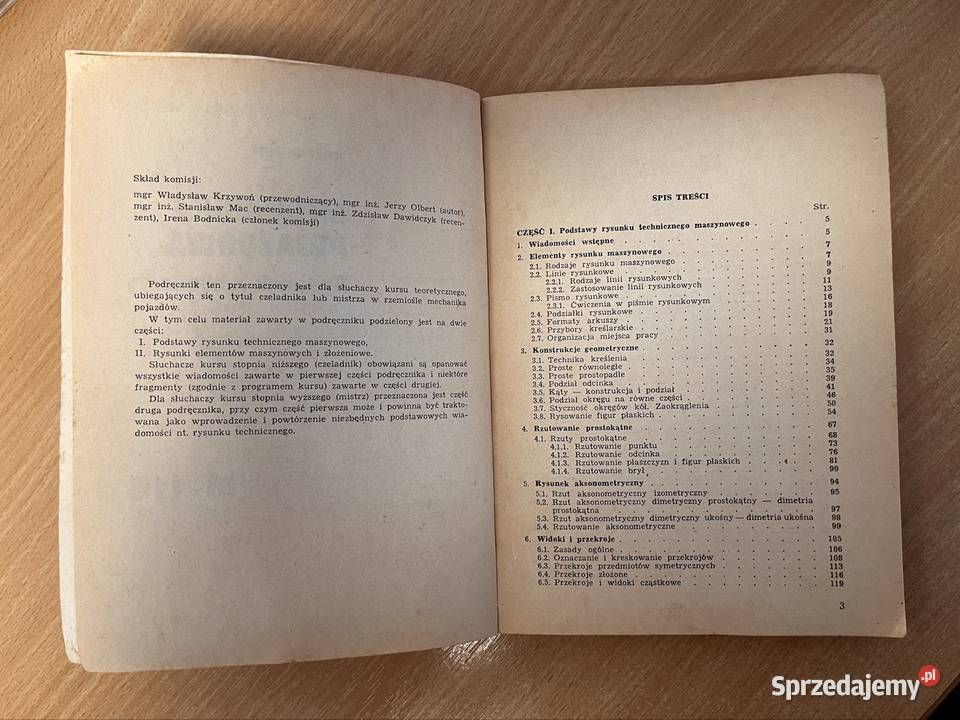 Skład komisji:
mgr Władysław Krzywoń (przewodniczący), mgr inż. Jerzy Olbert (autor),
mgr inż. Stanisław Mac (recenzent), mgr inż. Zdzisław Dawidczyk (recen-
zent), Irena Bodnicka (członek komisji)
Podręcznik ten przeznaczony jest dla słuchaczy kursu teoretycznego,
ubiegających się o tytuł czeladnika lub mistrza w rzemiośle mechanika
pojazdów.
W tym celu materiał zawarty w podręczniku podzielony jest na dwie
części:
I. Podstawy rysunku technicznego maszynowego,
II. Rysunki elementów maszynowych i złożeniowe.
Słuchacze kursu stopnia niższego (czeladnik) obowiązani są opanować
wszystkie wiadomości zawarte w pierwszej części podręcznika i niektóre
fragmenty (zgodnie z programem kursu) zawarte w części drugiej.
Dla słuchaczy kursu stopnia wyższego (mistrz) przeznaczona jest część
druga podręcznika, przy czym część pierwsza może i powinna być trakto-
wana jako wprowadzenie i powtórzenie niezbędnych podstawowych wia-
domości nt. rysunku technicznego.
SPIS TREŚCI
Str.
CZĘŚĆ I. Podstawy rysunku technicznego maszynowego . . . . 5
1. Wiadomości wstępne . . . . . . . . . . 5
2. Elementy rysunku maszynowego . . . . . . . . 7
2.1. Rodzaje rysunku maszynowego . . . . . . . 7
2.2. Linie rysunkowe . . . . . . . . . . 9
2.2.1. Rodzaje linii rysunkowych . . . . . . 9
2.2.2. Zastosowanie linii rysunkowych . . . . . 11
2.3. Pismo rysunkowe . . . . . . . . . . 13
2.3.1. Ćwiczenia w piśmie rysunkowym . . . . . 16
2.4. Podziałki rysunkowe . . . . . . . . . 18
2.5. Formaty arkuszy . . . . . . . . . . 19
2.6. Przybory kreślarskie . . . . . . . . . 21
2.7. Organizacja miejsca pracy . . . . . . . . 31
3. Konstrukcje geometryczne . . . . . . . . . 32
3.1. Technika kreślenia . . . . . . . . . 32
3.2. Proste równoległe . . . . . . . . . 34
3.3. Proste prostopadłe . . . . . . . . . 35
3.4. Podział odcinka . . . . . . . . . . 39
3.5. Kąty — konstrukcja i podział . . . . . . . 41
3.6. Podział okręgu na równe części . . . . . . 46
3.7. Styczność okręgów kół. Zaokrąglenia . . . . . 50
3.8. Rysowanie figur płaskich . . . . . . . . 54
4. Rzutowanie prostokątne . . . . . . . . . 67
4.1. Rzuty prostokątne . . . . . . . . . 68
4.1.1. Rzutowanie punktu . . . . . . . . 73
4.1.2. Rzutowanie odcinka . . . . . . . . 76
4.1.3. Rzutowanie płaszczyzn i figur płaskich . . . . 81
4.1.4. Rzutowanie brył . . . . . . . . . 90
5. Rysunek aksonometryczny . . . . . . . . . 94
5.1. Rzut aksonometryczny izometryczny . . . . . 95
5.2. Rzut aksonometryczny dimetryczny prostokątny — dimetria
prostokątna . . . . . . . . . . . 97
5.3. Rzut aksonometryczny dimetryczny ukośny — dimetria ukośna 98
5.4. Rzutowanie aksonometryczne . . . . . . . 99
6. Widoki i przekroje . . . . . . . . . . 105
6.1. Zasady ogólne . . . . . . . . . . 106
6.2. Oznaczanie i kreskowanie przekrojów . . . . . 108
6.3. Przekroje przedmiotów symetrycznych . . . . . 113
6.4. Przekroje złożone . . . . . . . . . 116
6.5. Przekroje i widoki cząstkowe . . . . . . . 119
3
Sprzedajemy.pl